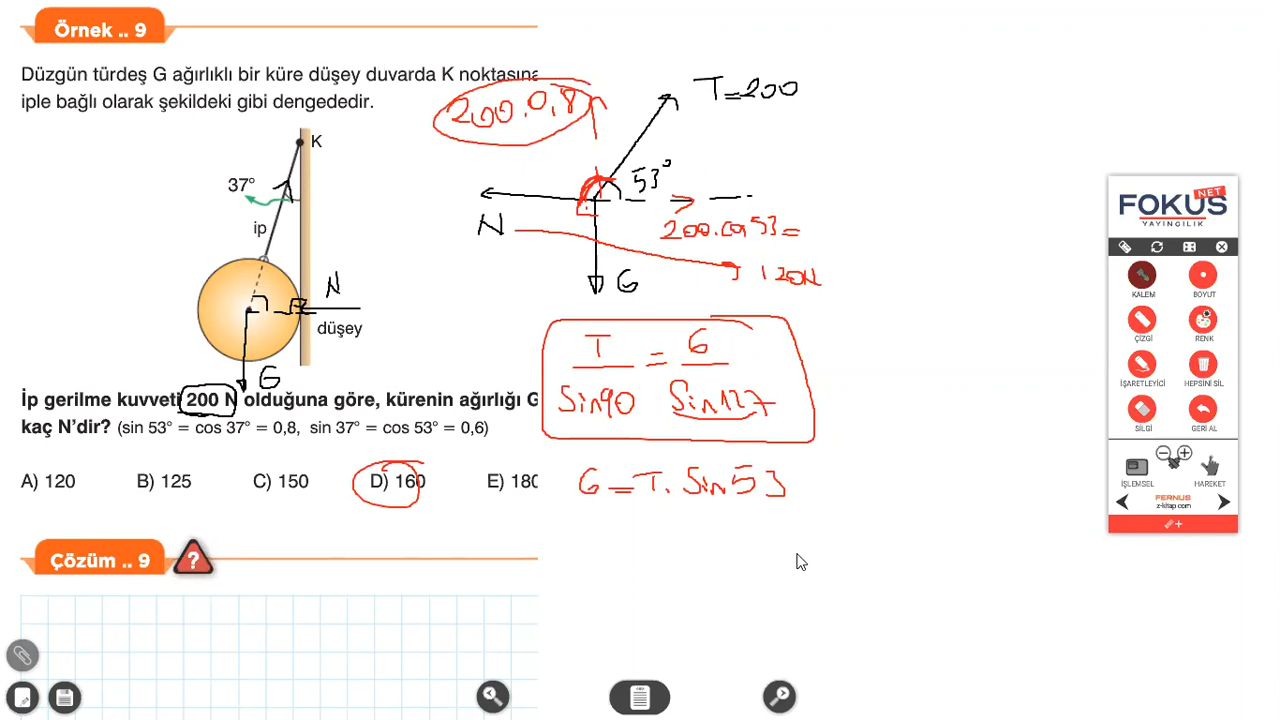 Örnek .. 9
Düzgün türdeş G ağırlıklı bir küre düşey duvarda K noktasına
iple bağlı olarak şekildeki gibi dengededir.
K
37°
ip
N
düşey
G
İp gerilme kuvveti 200 N olduğuna göre, kürenin ağırlığı G
kaç N'dir? (sin 53° = cos 37° = 0,8, sin 37° = cos 53° = 0,6)
A) 120 B) 125 C) 150 D) 160 E) 180
Çözüm .. 9
?
200.0,8
T=200
53°
N
200.cos53=
120N
G
T = G
Sin90 Sin127
G=T.Sin53
FOKUS NET
YAYINCILIK
KALEM BOYUT
ÇİZGİ RENK
İŞARETLEYİCİ HEPSİNİ SİL
SİLGİ GERİ AL
İŞLEMSEL HAREKET
FERNUS
z-kitap.com